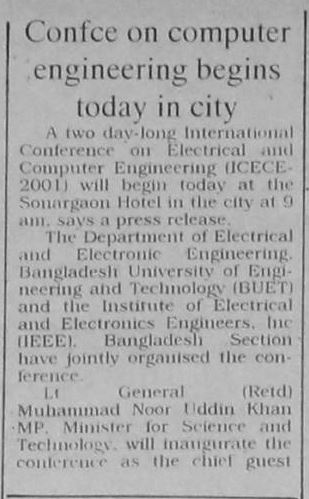 Confce on computer
engineering begins
today in city
A two day-long International
Conference on Electrical and
Computer Engineering (ICECE-
2001) will begin today at the
Sonargaon Hotel in the city at 9
am, says a press release.
The Department of Electrical
and Electronic Engineering,
Bangladesh University of Engi-
neering and Technology (BUET)
and the Institute of Electrical
and Electronics Engineers, Inc
(IEEE), Bangladesh Section
have jointly organised the con-
ference.
Lt General (Retd)
Muhammad Noor Uddin Khan
MP, Minister for Science and
Technology, will inaugurate the
conference as the chief guest